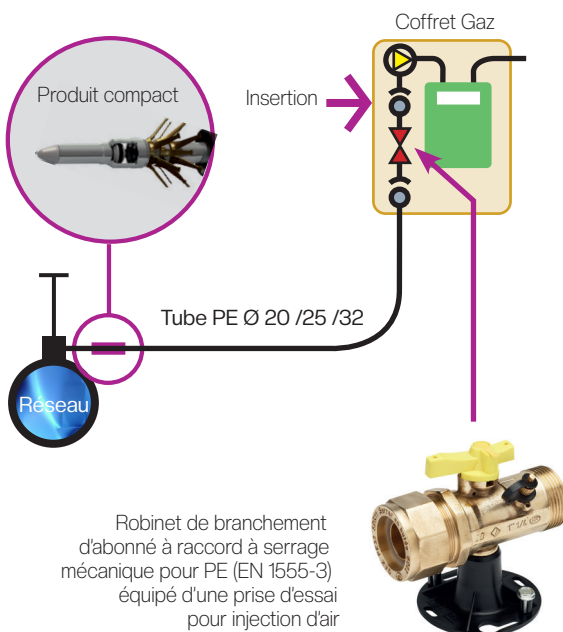 Coffret Gaz
Produit compact
Insertion
Tube PE Ø 20 /25 /32
Réseau
Robinet de branchement
d'abonné à raccord à serrage
mécanique pour PE (EN 1555-3)
équipé d'une prise d'essai
pour injection d'air